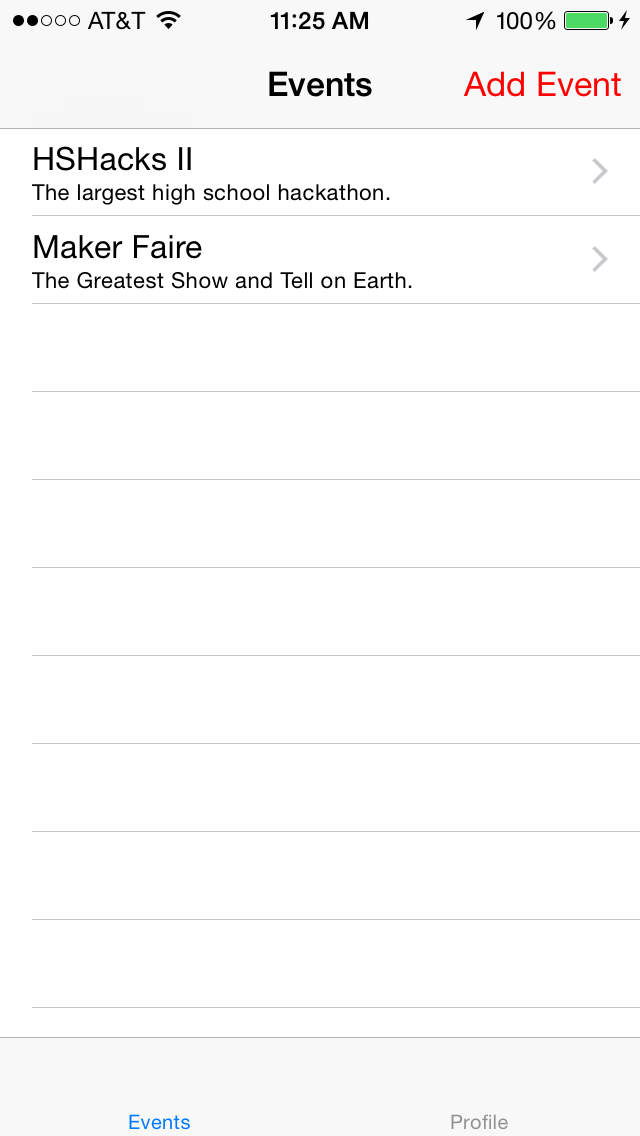 AT&T 11:25 AM 100%
Events Add Event
HSHacks II
The largest high school hackathon.
Maker Faire
The Greatest Show and Tell on Earth.
Events Profile